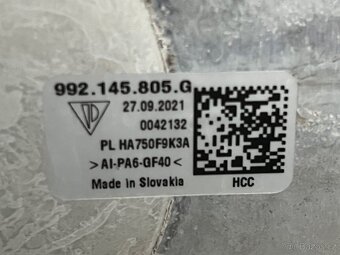 992.145.805.G
27.09.2021
0042132
PL HA750F9K3A
>AI-PA6-GF40<
Made in Slovakia
HCC